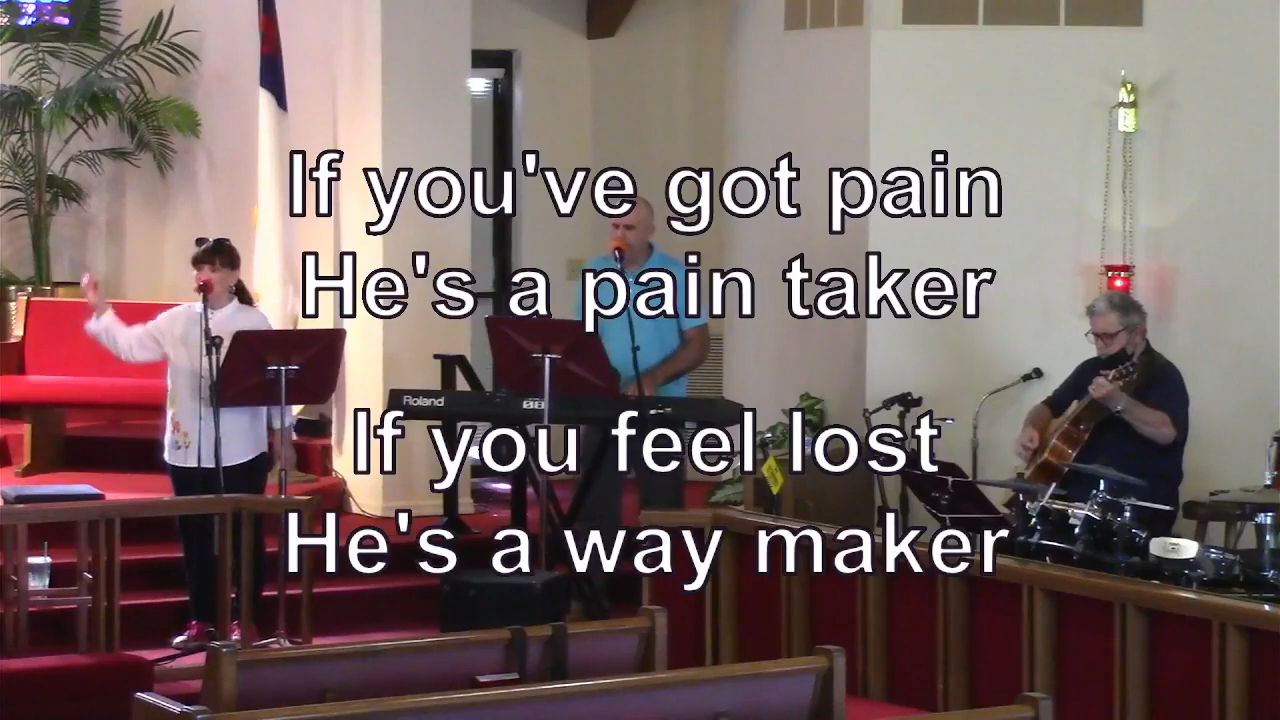 If you've got pain
He's a pain taker
Roland
If you feel lost
He's a way maker